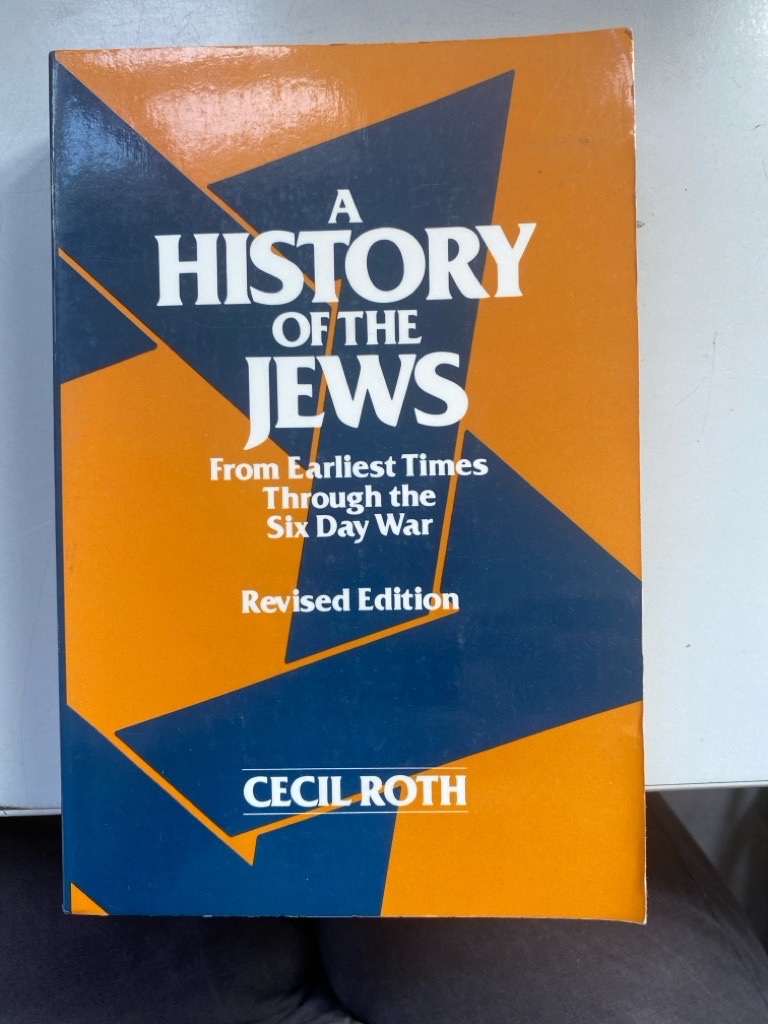 A
HISTORY
OF THE
JEWS
From Earliest Times
Through the
Six Day War
Revised Edition
CECIL ROTH